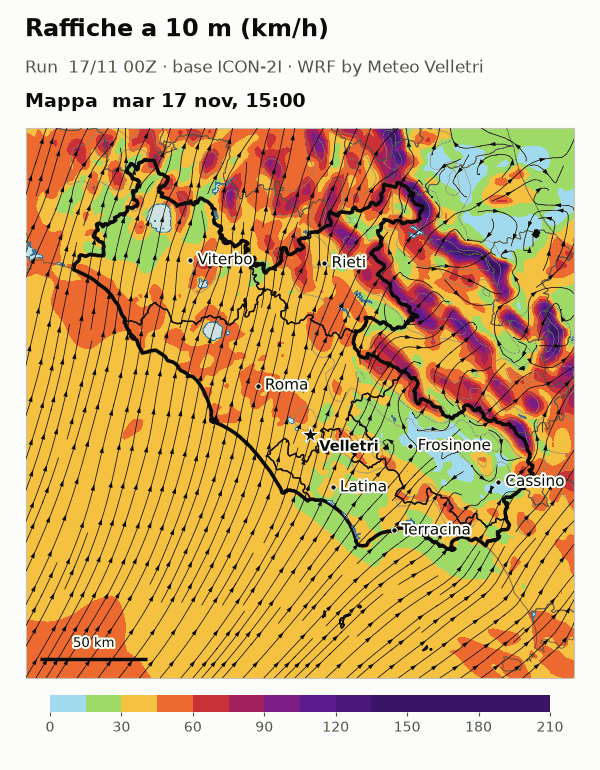 Raffiche a 10 m (km/h)
Run  17/11 00Z · base ICON-2I · WRF by Meteo Velletri
Mappa  mar 17 nov, 15:00
Viterbo
Rieti
Roma
Velletri
Frosinone
Latina
Cassino
Terracina
50 km
0 30 60 90 120 150 180 210